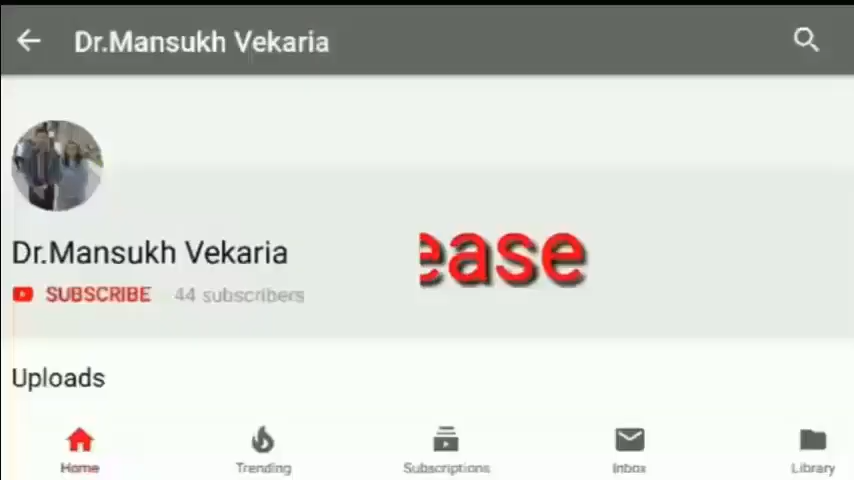 Dr.Mansukh Vekaria
Dr.Mansukh Vekaria
ease
SUBSCRIBE 44 subscribers
Uploads
Home Trending Subscriptions Inbox Library